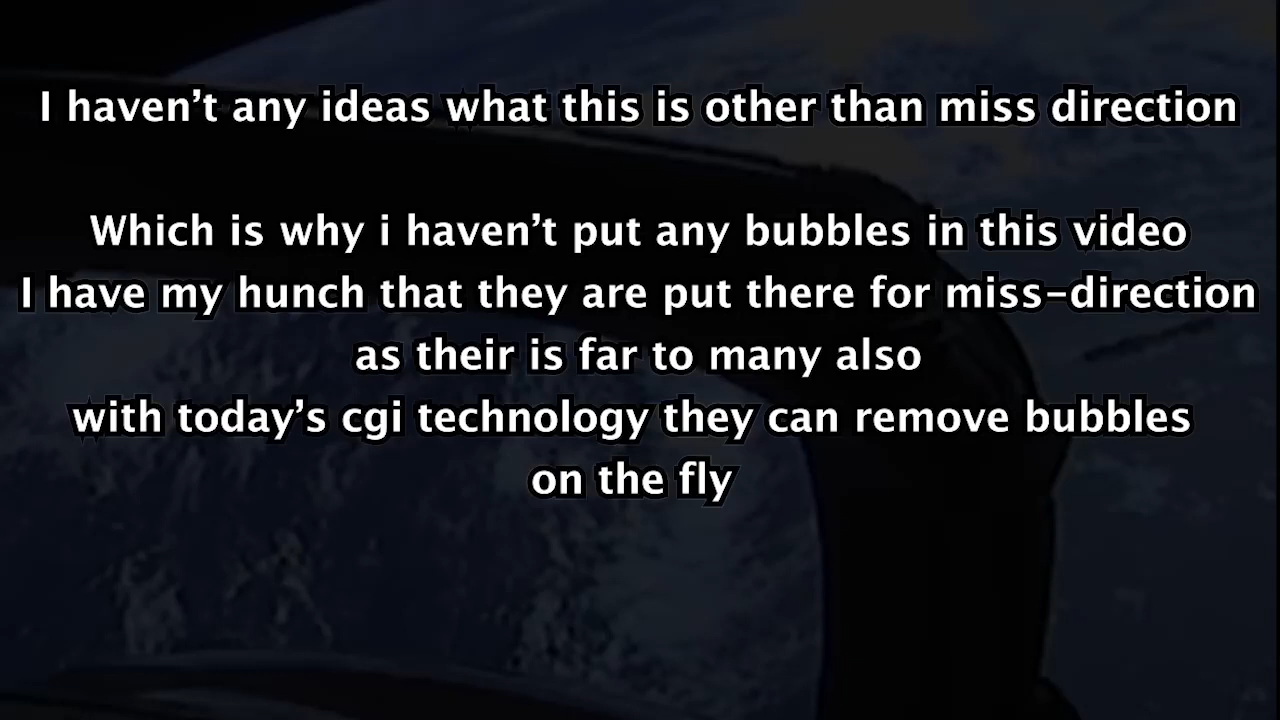 I haven’t any ideas what this is other than miss direction
Which is why i haven’t put any bubbles in this video
I have my hunch that they are put there for miss-direction
as their is far to many also
with today’s cgi technology they can remove bubbles
on the fly